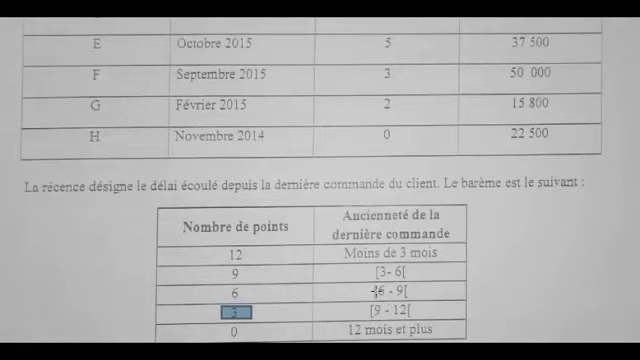 E Octobre 2015 5 37 500
F Septembre 2015 3 50 000
G Février 2015 2 15 800
H Novembre 2014 0 22 500
La récence désigne le délai écoulé depuis la dernière commande du client. Le barème est le suivant :
Nombre de points Ancienneté de la dernière commande
12 Moins de 3 mois
9 [3- 6[
6 [6 - 9[
3 [9 - 12[
0 12 mois et plus